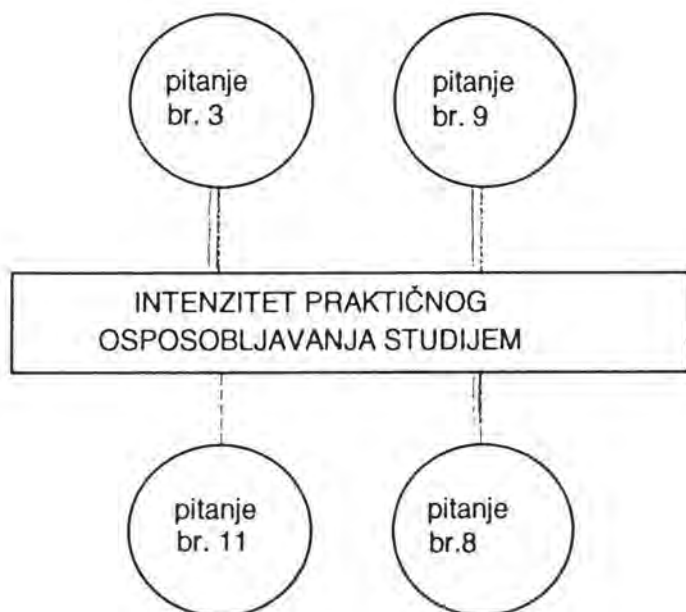 pitanje
br. 3
pitanje
br. 9
INTENZITET PRAKTIČNOG
OSPOSOBLJAVANJA STUDIJEM
pitanje
br. 11
pitanje
br.8